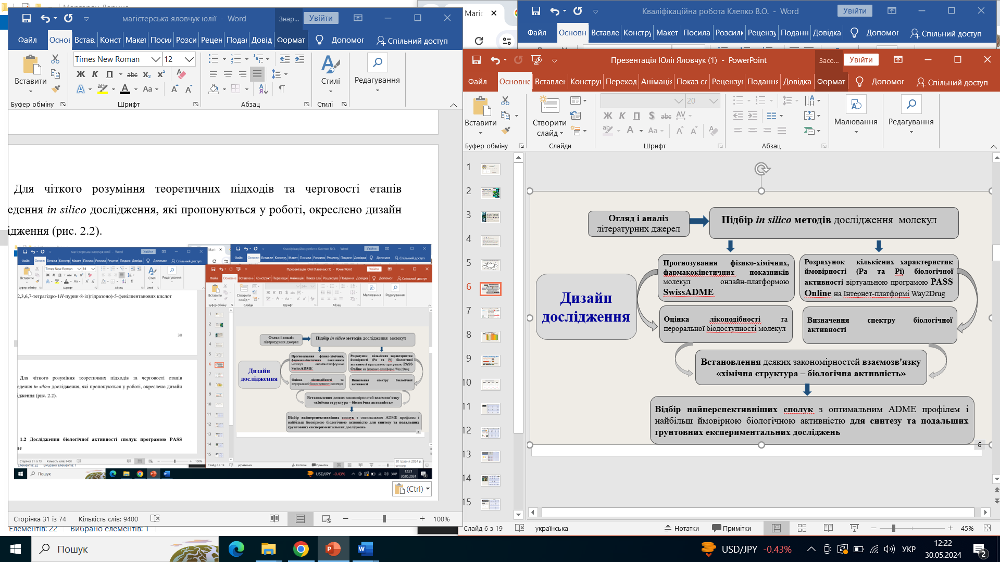 магістерська яловчук юлії - Word
Знар...
Увійти
Файл
Основ
Встав.
Конст
Макет
Посил
Розси
Рецен
Подаі
Довід
Формат
Допомог
Спільний доступ
Вставити
Times New Roman
12
Стилі
Редагування
Буфер обміну
Шрифт
Абзац
Стилі
Для чіткого розуміння теоретичних підходів та черговості етапів
едення in silico дослідження, які пропонуються у роботі, окреслено дизайн
ідження (рис. 2.2).
2,3,6,7-тетрагідро-1H-пурин-8-іл)гідразоно)-5-фенілпентанових кислот
30
Для чіткого розуміння теоретичних підходів та черговості етапів
едення in silico дослідження, які пропонуються у роботі, окреслено дизайн
ідження (рис. 2.2).
1.2 Дослідження біологічної активності сполук програмою PASS
(Ctrl)
Сторінка 31 із 74
Кількість слів: 9400
100%
Елементів: 22
Вибрано елементів: 1
Магіс
Кваліфікаційна робота Клепко В.О. - Word
Увійти
Файл
Основн
Вставле
Констру
Макет
Посила
Розсилк
Рецензу
Поданн
Довідка
Допомог
Спільний доступ
Презентація Юлії Яловчук (1) - PowerPoint
Засо...
Увійти
Файл
Основне
Вставлен
Конструк
Переход
Анімація
Показ сл
Рецензуі
Подання
Довідка
Формат
Допомог
Спільний доступ
Вставити
Створити
слайд
20
Малювання
Редагування
Буфер обміну
Слайди
Шрифт
Абзац
1
2
3
4
5
6
7
8
9
10
11
12
13
14
15
Огляд і аналіз
літературних джерел
Підбір in silico методів дослідження молекул
Дизайн
дослідження
Прогнозування фізико-хімічних,
фармакокінетичних показників
молекул онлайн-платформою
SwissADME
Розрахунок кількісних характеристик
ймовірності (Pa та Pi) біологічної
активності віртуальною програмою PASS
Online на Інтернет-платформі Way2Drug
Оцінка лікоподібності та
пероральної біодоступності молекул
Визначення спектру біологічної
активності
Встановлення деяких закономірностей взаємозв'язку
«хімічна структура – біологічна активність»
Відбір найперспективніших сполук з оптимальним ADME профілем і
найбільш ймовірною біологічною активністю для синтезу та подальших
ґрунтовних експериментальних досліджень
6
Слайд 6 з 19
українська
Нотатки
Примітки
45%
Пошук
USD/JPY -0.43%
УКР
12:22
30.05.2024
2